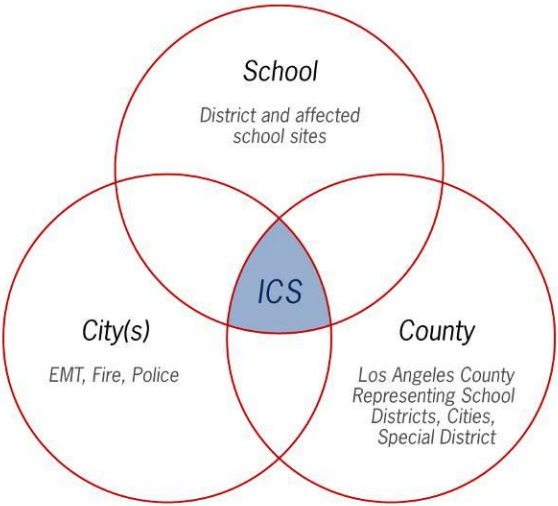 School
District and affected
school sites
ICS
City(s)
EMT, Fire, Police
County
Los Angeles County
Representing School
Districts, Cities,
Special District